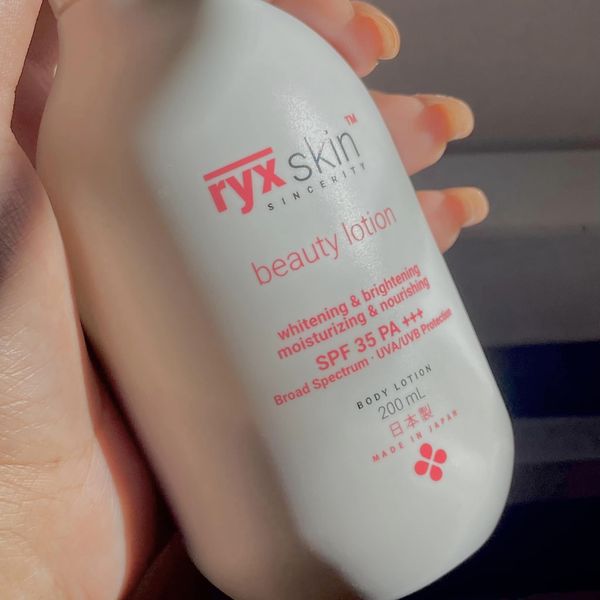 ryx skin™
SINCERITY
beauty lotion
whitening & brightening
moisturizing & nourishing
SPF 35 PA +++
Broad Spectrum · UVA/UVB Protection
BODY LOTION
200 mL
日本製
MADE IN JAPAN